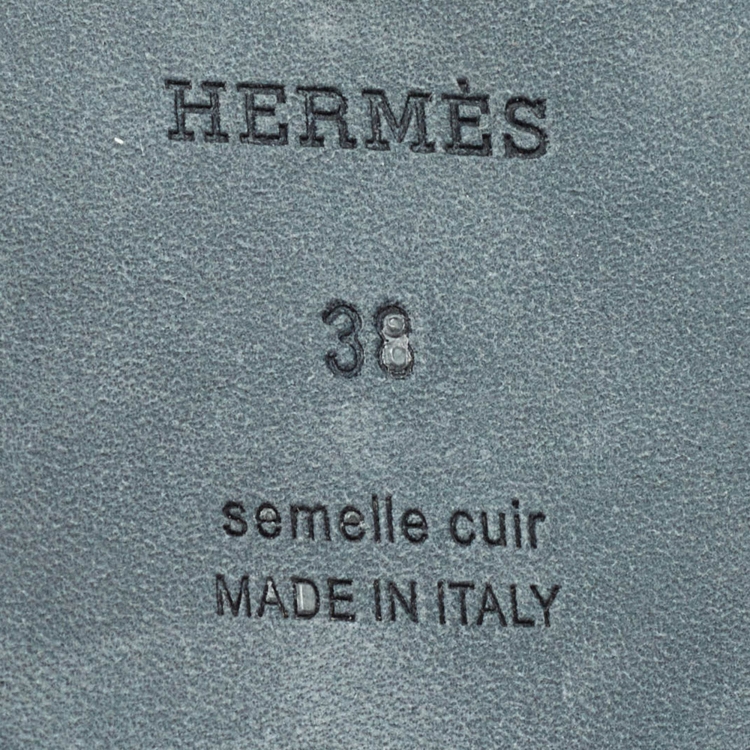 HERMÈS
38
semelle cuir
MADE IN ITALY